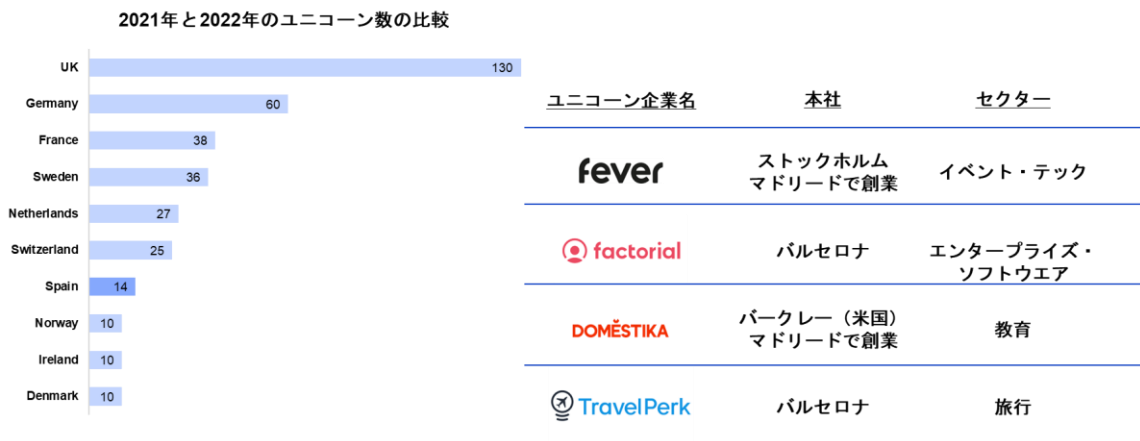 2021年と2022年のユニコーン数の比較
UK 130
Germany 60
France 38
Sweden 36
Netherlands 27
Switzerland 25
Spain 14
Norway 10
Ireland 10
Denmark 10
ユニコーン企業名 本社 セクター
fever ストックホルム
マドリードで創業 イベント・テック
factorial バルセロナ エンタープライズ・
ソフトウエア
DOMĚSTIKA バークレー（米国）
マドリードで創業 教育
TravelPerk バルセロナ 旅行